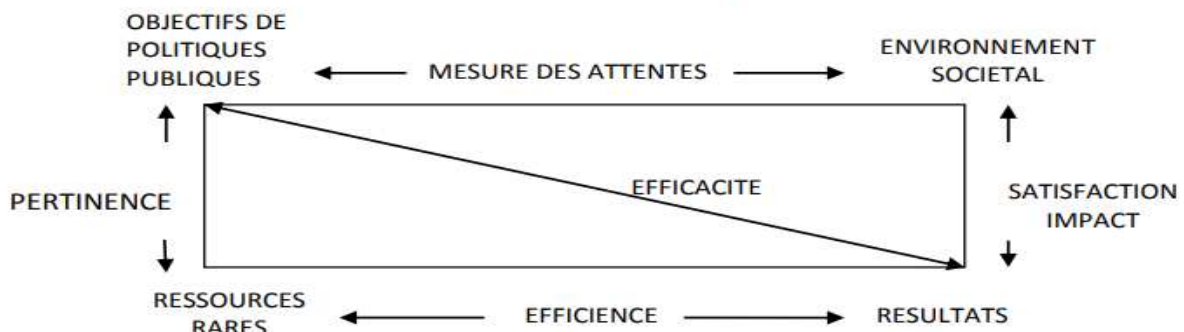 OBJECTIFS DE
POLITIQUES
PUBLIQUES
MESURE DES ATTENTES
ENVIRONNEMENT
SOCIETAL
PERTINENCE
EFFICACITE
SATISFACTION
IMPACT
RESSOURCES
RARES
EFFICIENCE
RESULTATS